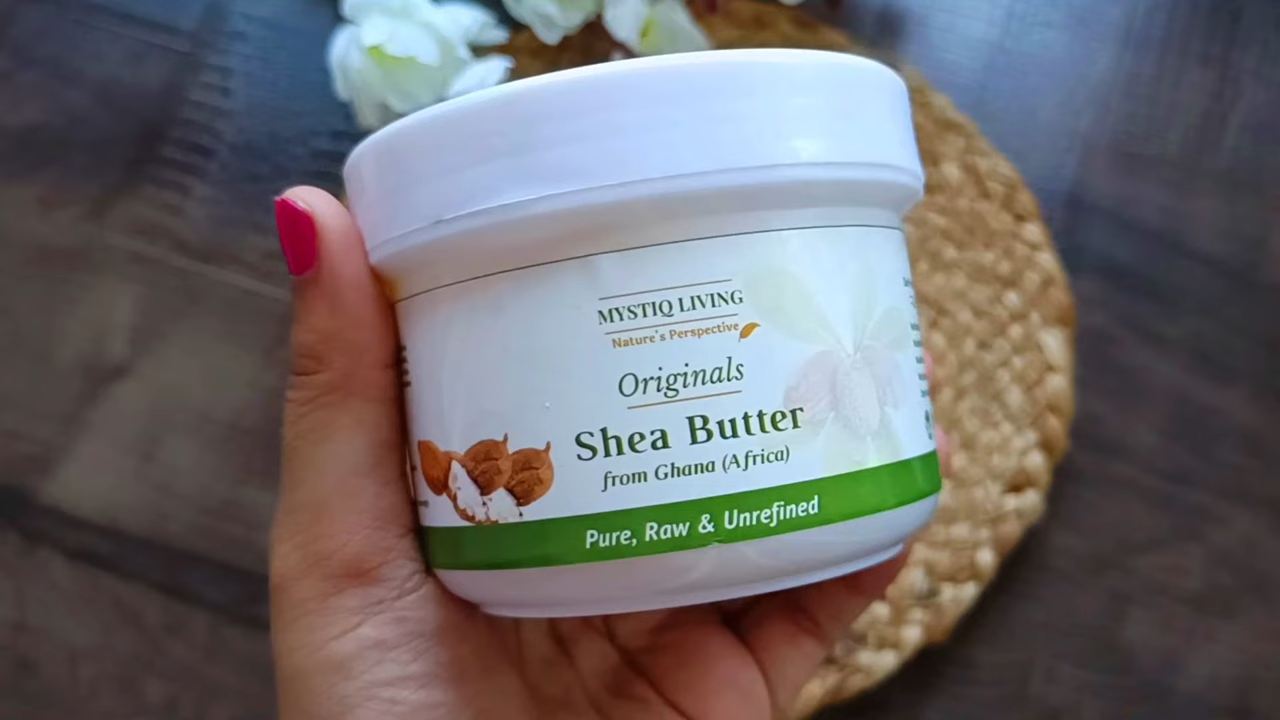 MYSTIQ LIVING
Nature's Perspective
Originals
Shea Butter
from Ghana (Africa)
Pure, Raw & Unrefined